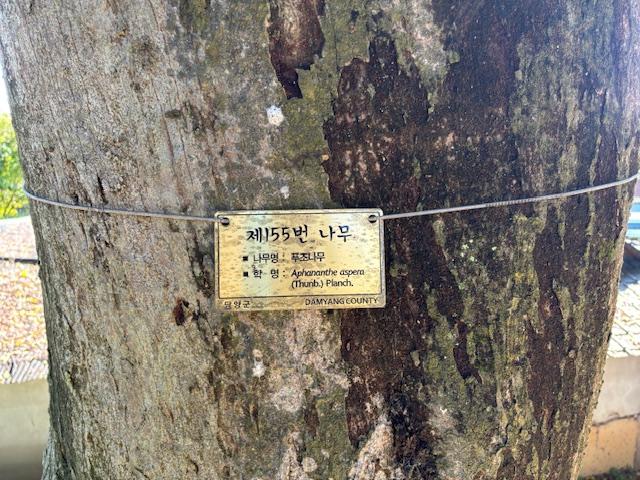 제155번 나무
■ 나무명 : 푸조나무
■ 학 명 : Aphananthe aspera
(Thunb.) Planch.
담양군 DAMYANG COUNTY